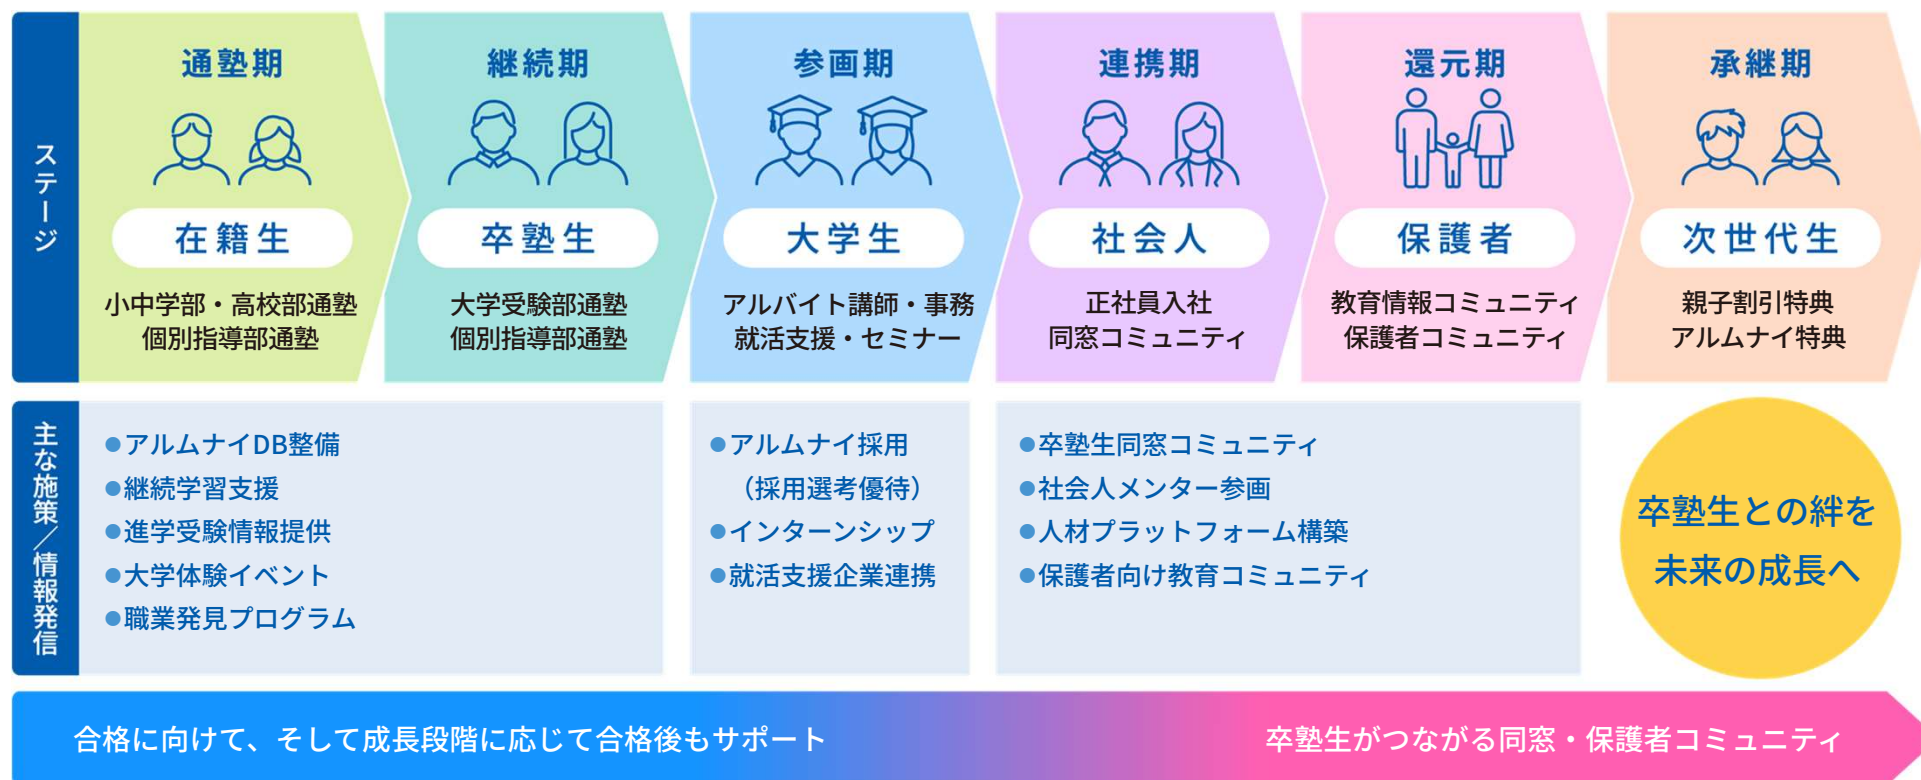 ステージ
通塾期
在籍生
小中学部・高校部通塾
個別指導部通塾
継続期
卒塾生
大学受験部通塾
個別指導部通塾
参画期
大学生
アルバイト講師・事務
就活支援・セミナー
連携期
社会人
正社員入社
同窓コミュニティ
還元期
保護者
教育情報コミュニティ
保護者コミュニティ
承継期
次世代生
親子割引特典
アルムナイ特典
主な施策／情報発信
●アルムナイDB整備
●継続学習支援
●進学受験情報提供
●大学体験イベント
●職業発見プログラム
●アルムナイ採用
（採用選考優待）
●インターンシップ
●就活支援企業連携
●卒塾生同窓コミュニティ
●社会人メンター参画
●人材プラットフォーム構築
●保護者向け教育コミュニティ
卒塾生との絆を
未来の成長へ
合格に向けて、そして成長段階に応じて合格後もサポート
卒塾生がつながる同窓・保護者コミュニティ